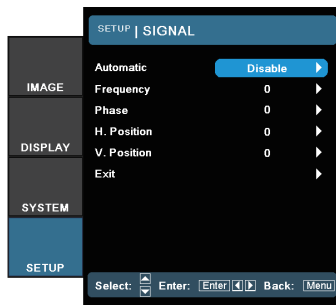 SETUP | SIGNAL
Automatic Disable
IMAGE
Frequency 0
Phase 0
H. Position 0
DISPLAY
V. Position 0
Exit
SYSTEM
SETUP
Select: Enter: Enter Back: Menu